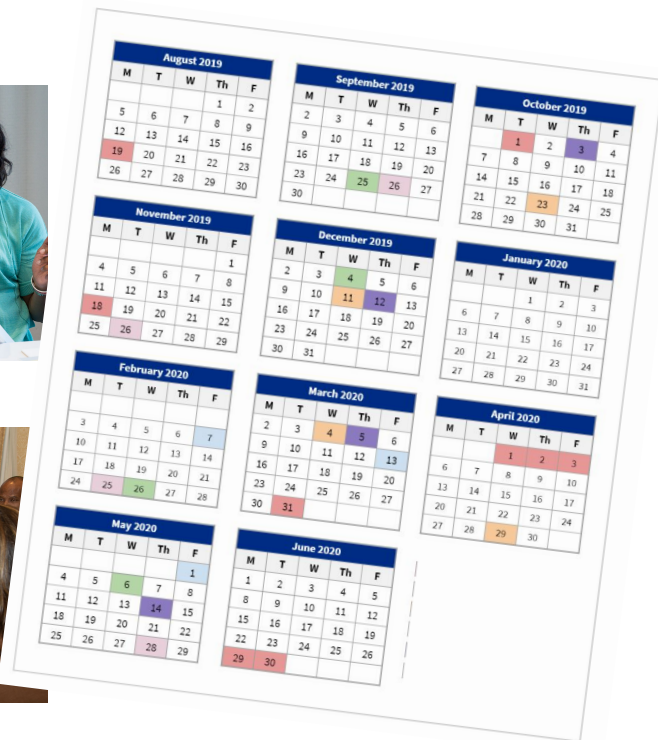 August 2019
M T W Th F
1 2
5 6 7 8 9
12 13 14 15 16
19 20 21 22 23
26 27 28 29 30
September 2019
M T W Th F
2 3 4 5 6
9 10 11 12 13
16 17 18 19 20
23 24 25 26 27
30
October 2019
M T W Th F
1 2 3 4
7 8 9 10 11
14 15 16 17 18
21 22 23 24 25
28 29 30 31
November 2019
M T W Th F
1
4 5 6 7 8
11 12 13 14 15
18 19 20 21 22
25 26 27 28 29
December 2019
M T W Th F
2 3 4 5 6
9 10 11 12 13
16 17 18 19 20
23 24 25 26 27
30 31
January 2020
M T W Th F
1 2 3
6 7 8 9 10
13 14 15 16 17
20 21 22 23 24
27 28 29 30 31
February 2020
M T W Th F
3 4 5 6 7
10 11 12 13 14
17 18 19 20 21
24 25 26 27 28
March 2020
M T W Th F
2 3 4 5 6
9 10 11 12 13
16 17 18 19 20
23 24 25 26 27
30 31
April 2020
M T W Th F
1 2 3
6 7 8 9 10
13 14 15 16 17
20 21 22 23 24
27 28 29 30
May 2020
M T W Th F
1
4 5 6 7 8
11 12 13 14 15
18 19 20 21 22
25 26 27 28 29
June 2020
M T W Th F
1 2 3 4 5
8 9 10 11 12
15 16 17 18 19
22 23 24 25 26
29 30